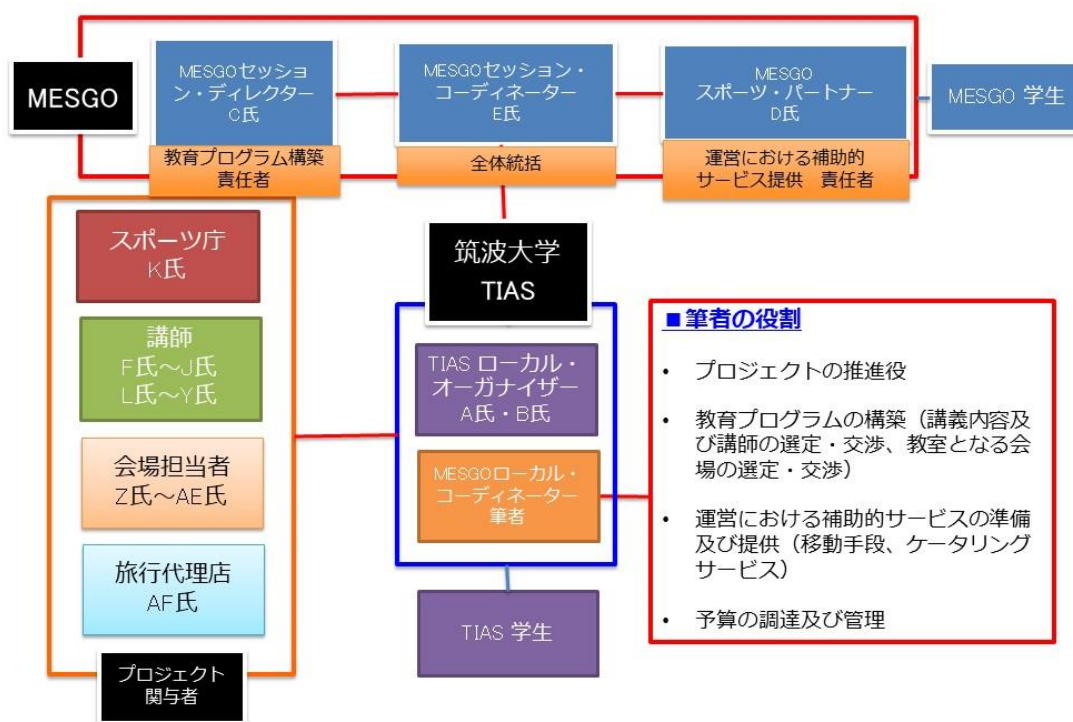 MESGO
MESGOセッショ
ン・ディレクター
C氏
教育プログラム構築
責任者
MESGOセッション・
コーディネーター
E氏
全体統括
MESGO
スポーツ・パートナー
D氏
運営における補助的
サービス提供　責任者
MESGO 学生
スポーツ庁
K氏
講師
F氏～J氏
L氏～Y氏
会場担当者
Z氏～AE氏
旅行代理店
AF氏
プロジェクト
関与者
筑波大学
TIAS
TIAS ローカル・
オーガナイザー
A氏・B氏
MESGOローカル・
コーディネーター
筆者
TIAS 学生
■筆者の役割
• プロジェクトの推進役
• 教育プログラムの構築（講義内容及
び講師の選定・交渉、教室となる会
場の選定・交渉）
• 運営における補助的サービスの準備
及び提供（移動手段、ケータリング
サービス）
• 予算の調達及び管理